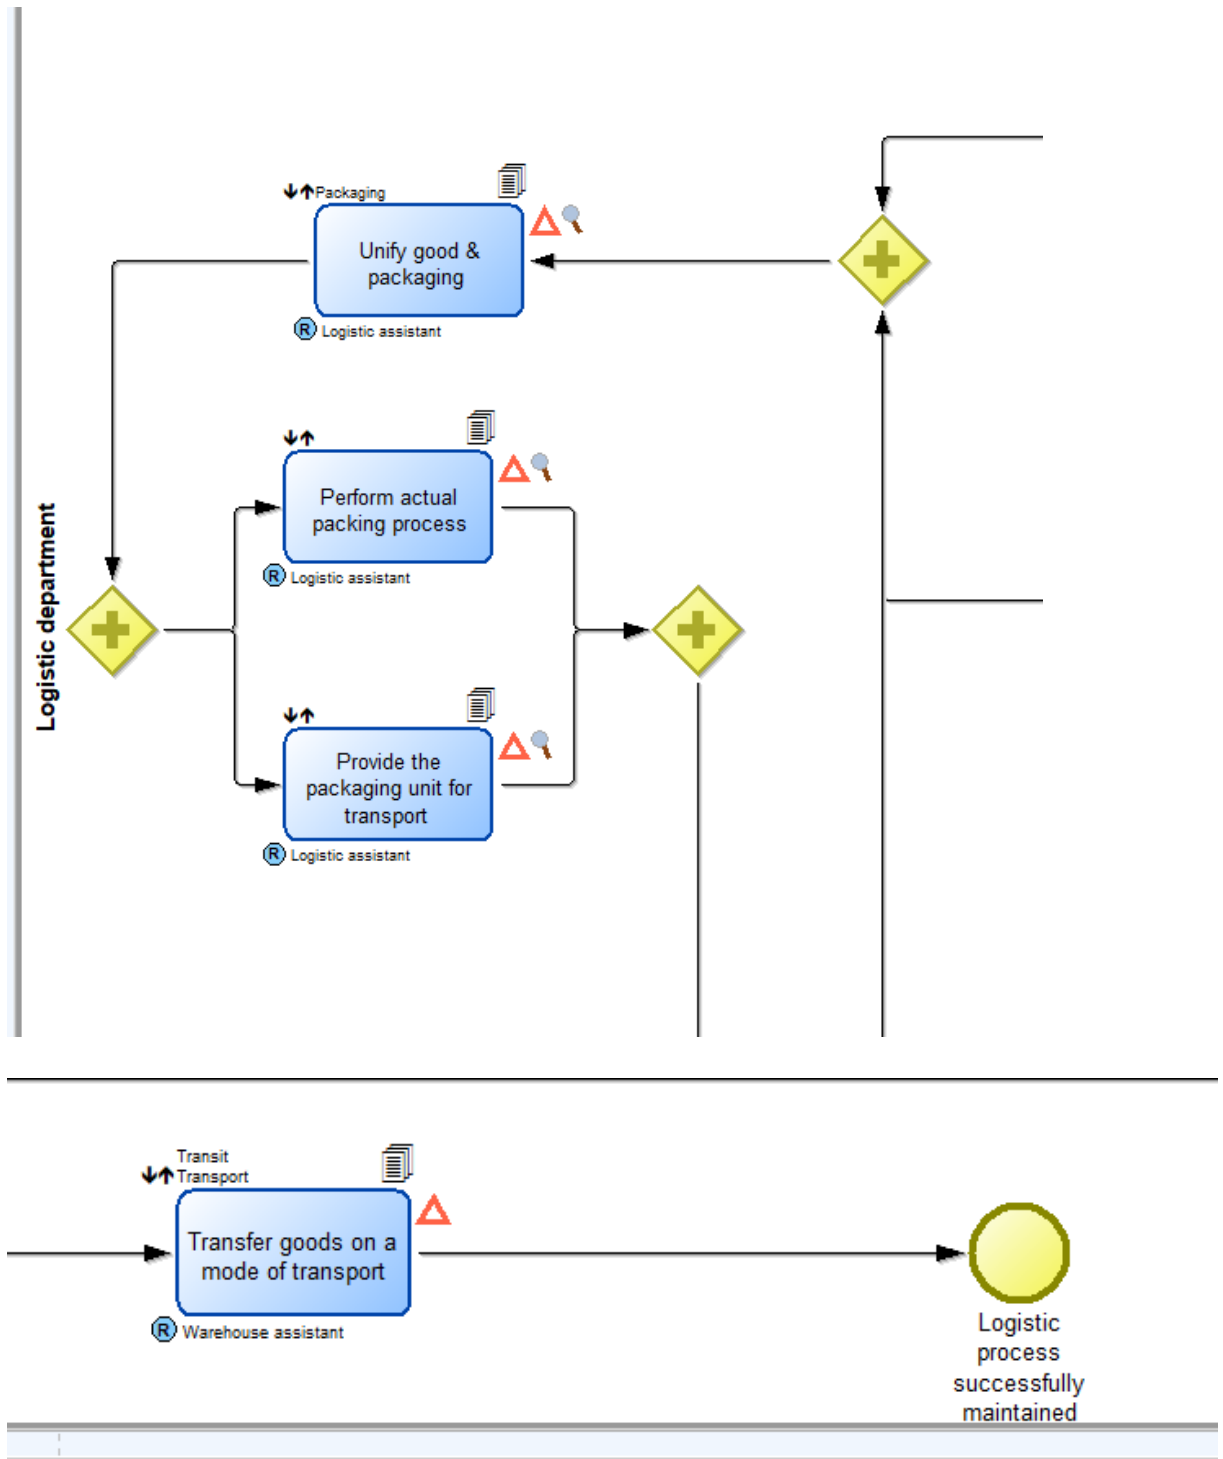 Packaging
Unify good &
packaging
R Logistic assistant
Perform actual
packing process
R Logistic assistant
Logistic department
Provide the
packaging unit for
transport
R Logistic assistant
Transit
Transport
Transfer goods on a
mode of transport
R Warehouse assistant
Logistic
process
successfully
maintained